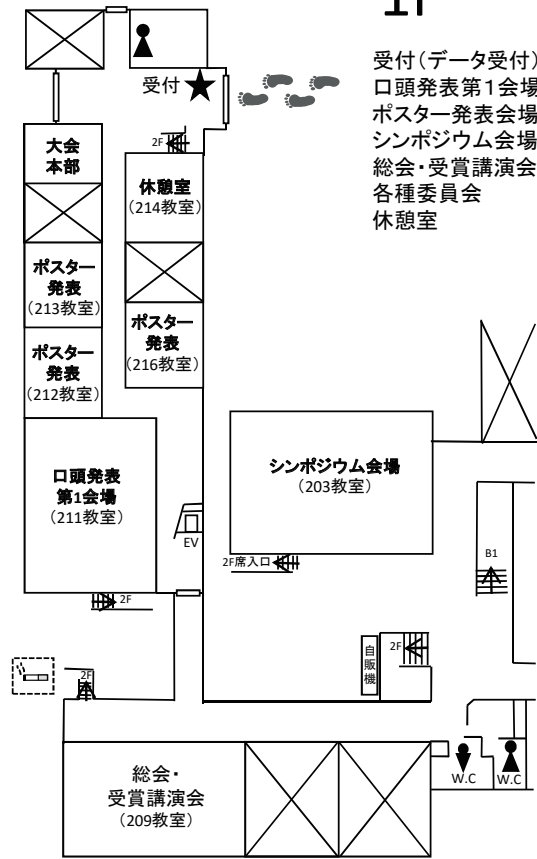 1F
受付(データ受付)
口頭発表第1会場
ポスター発表会場
シンポジウム会場
総会・受賞講演会
各種委員会
休憩室
受付
2F
大会
本部
休憩室
(214教室)
ポスター
発表
(213教室)
ポスター
発表
(216教室)
ポスター
発表
(212教室)
口頭発表
第1会場
(211教室)
シンポジウム会場
(203教室)
EV
2F席入口
B1
2F
自販機
2F
2F
総会・
受賞講演会
(209教室)
W.C
W.C